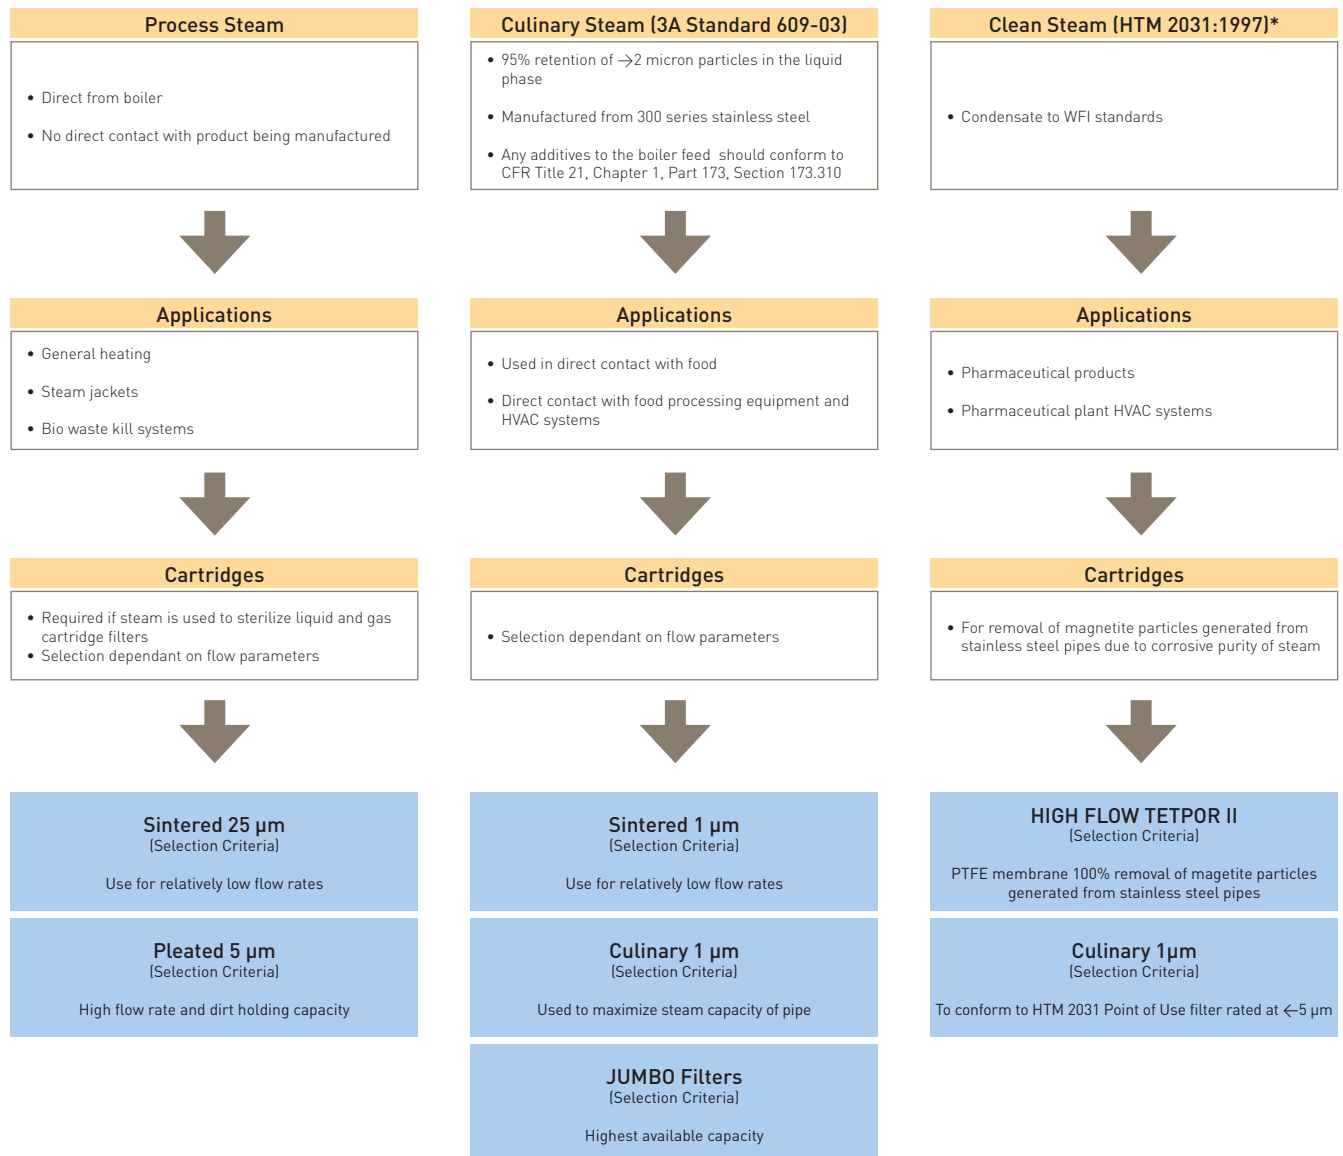 Process Steam
• Direct from boiler
• No direct contact with product being manufactured
Applications
• General heating
• Steam jackets
• Bio waste kill systems
Cartridges
• Required if steam is used to sterilize liquid and gas
cartridge filters
• Selection dependant on flow parameters
Sintered 25 µm
(Selection Criteria)
Use for relatively low flow rates
Pleated 5 µm
(Selection Criteria)
High flow rate and dirt holding capacity
Culinary Steam (3A Standard 609-03)
• 95% retention of →2 micron particles in the liquid
phase
• Manufactured from 300 series stainless steel
• Any additives to the boiler feed should conform to
CFR Title 21, Chapter 1, Part 173, Section 173.310
Applications
• Used in direct contact with food
• Direct contact with food processing equipment and
HVAC systems
Cartridges
• Selection dependant on flow parameters
Sintered 1 µm
(Selection Criteria)
Use for relatively low flow rates
Culinary 1 µm
(Selection Criteria)
Used to maximize steam capacity of pipe
JUMBO Filters
(Selection Criteria)
Highest available capacity
Clean Steam (HTM 2031:1997)*
• Condensate to WFI standards
Applications
• Pharmaceutical products
• Pharmaceutical plant HVAC systems
Cartridges
• For removal of magnetite particles generated from
stainless steel pipes due to corrosive purity of steam
HIGH FLOW TETPOR II
(Selection Criteria)
PTFE membrane 100% removal of magetite particles
generated from stainless steel pipes
Culinary 1µm
(Selection Criteria)
To conform to HTM 2031 Point of Use filter rated at ←5 µm